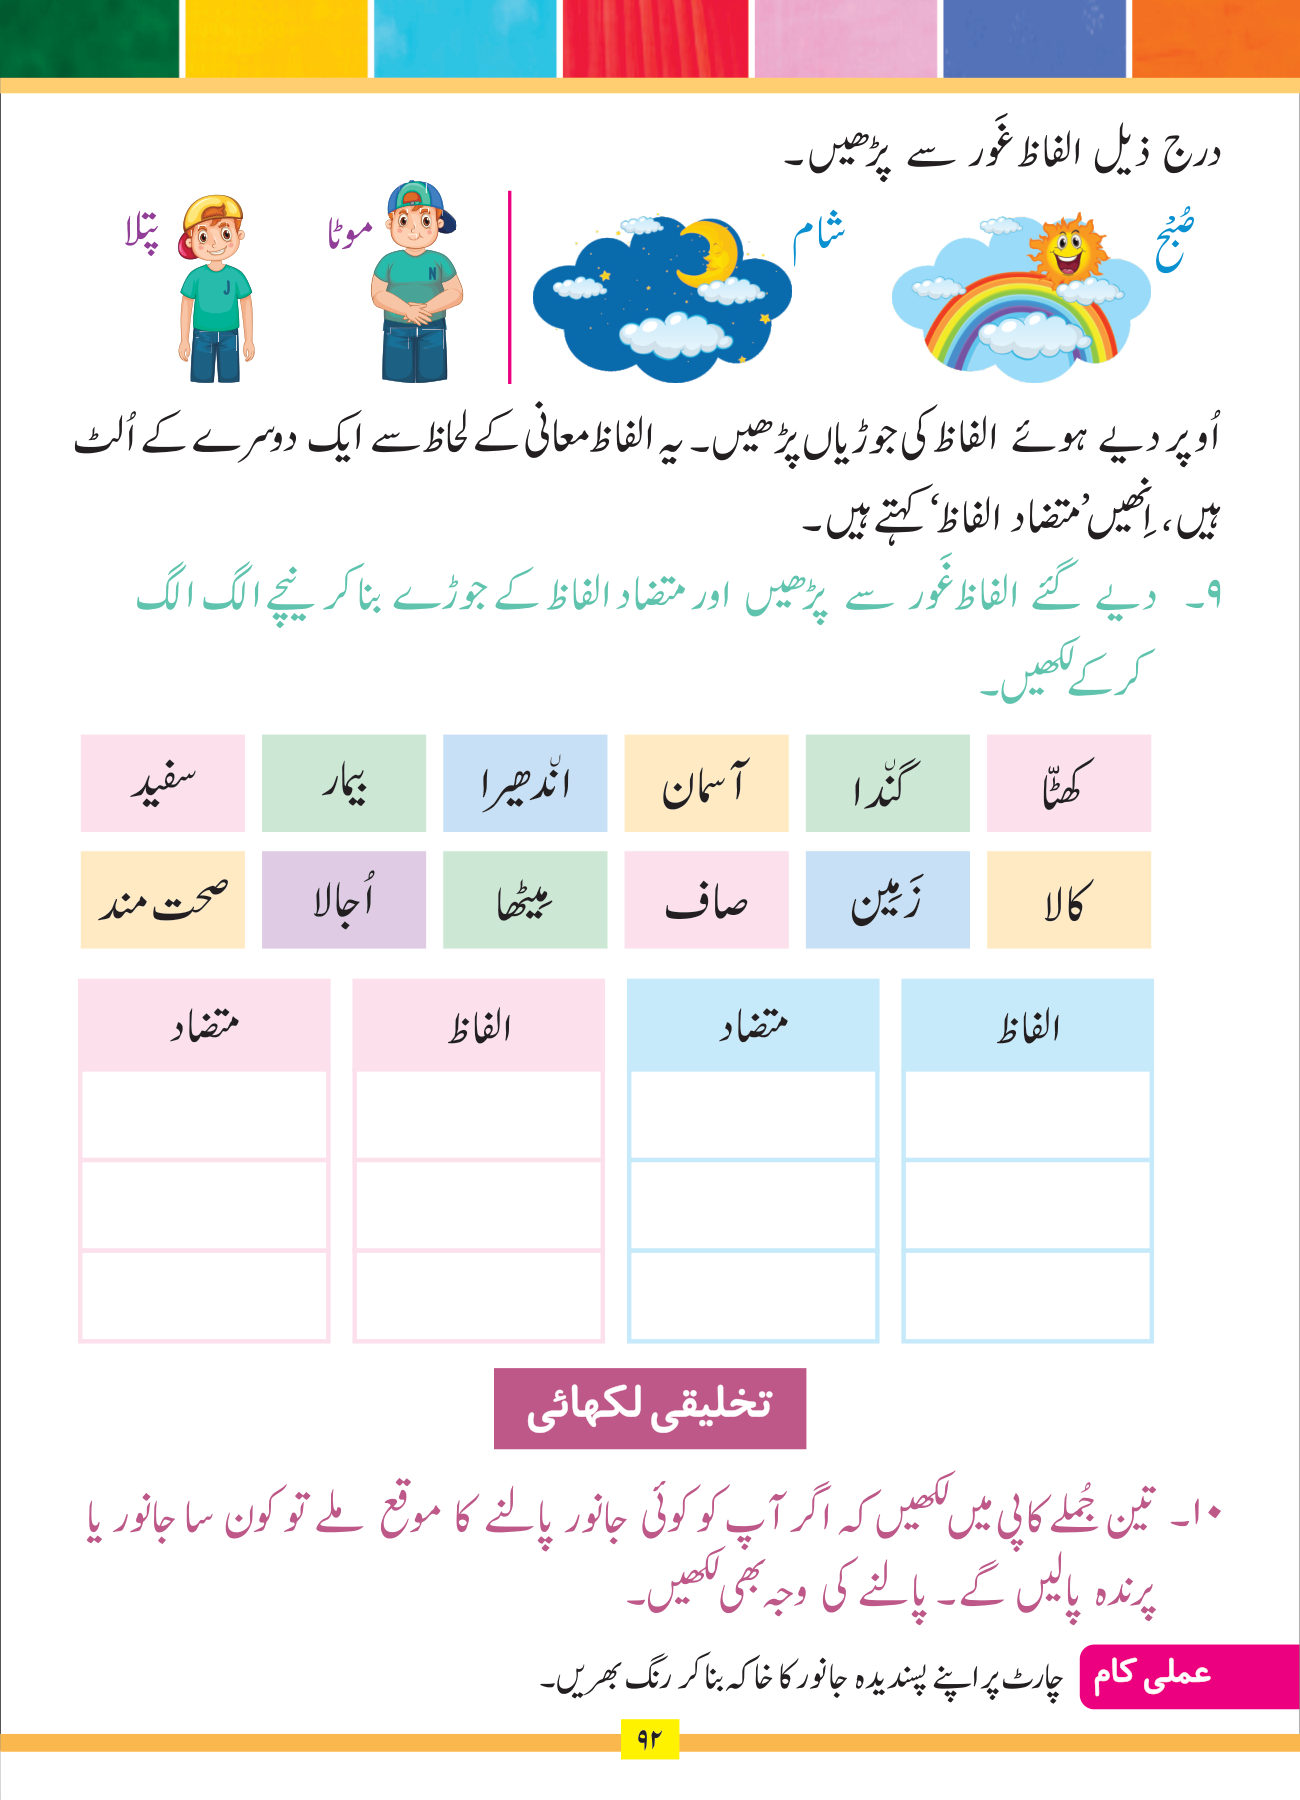 درج ذیل الفاظ غَور سے پڑھیں۔
صُبْح
شام
موٹا
پتلا
N
J
اُوپر دیے ہوئے الفاظ کی جوڑیاں پڑھیں۔ یہ الفاظ معانی کے لحاظ سے ایک دوسرے کے اُلٹ
ہیں، اِنھیں ’متضاد الفاظ‘ کہتے ہیں۔
۹۔ دیے گئے الفاظ غَور سے پڑھیں اور متضاد الفاظ کے جوڑے بنا کر نیچے الگ الگ
کر کے لکھیں۔
کھٹّا گن٘دا آسمان ان٘دھیرا بیمار سفید
کالا زَمِین صاف مِیٹھا اُجالا صحت مند
الفاظ متضاد الفاظ متضاد
تخلیقی لکھائی
۱۰۔ تین جُملے کاپی میں لکھیں کہ اگر آپ کو کوئی جانور پالنے کا موقع ملے تو کون سا جانور یا
پرندہ پالیں گے۔ پالنے کی وجہ بھی لکھیں۔
عملی کام چارٹ پر اپنے پسندیدہ جانور کا خاکہ بنا کر رنگ بھریں۔
۹۲